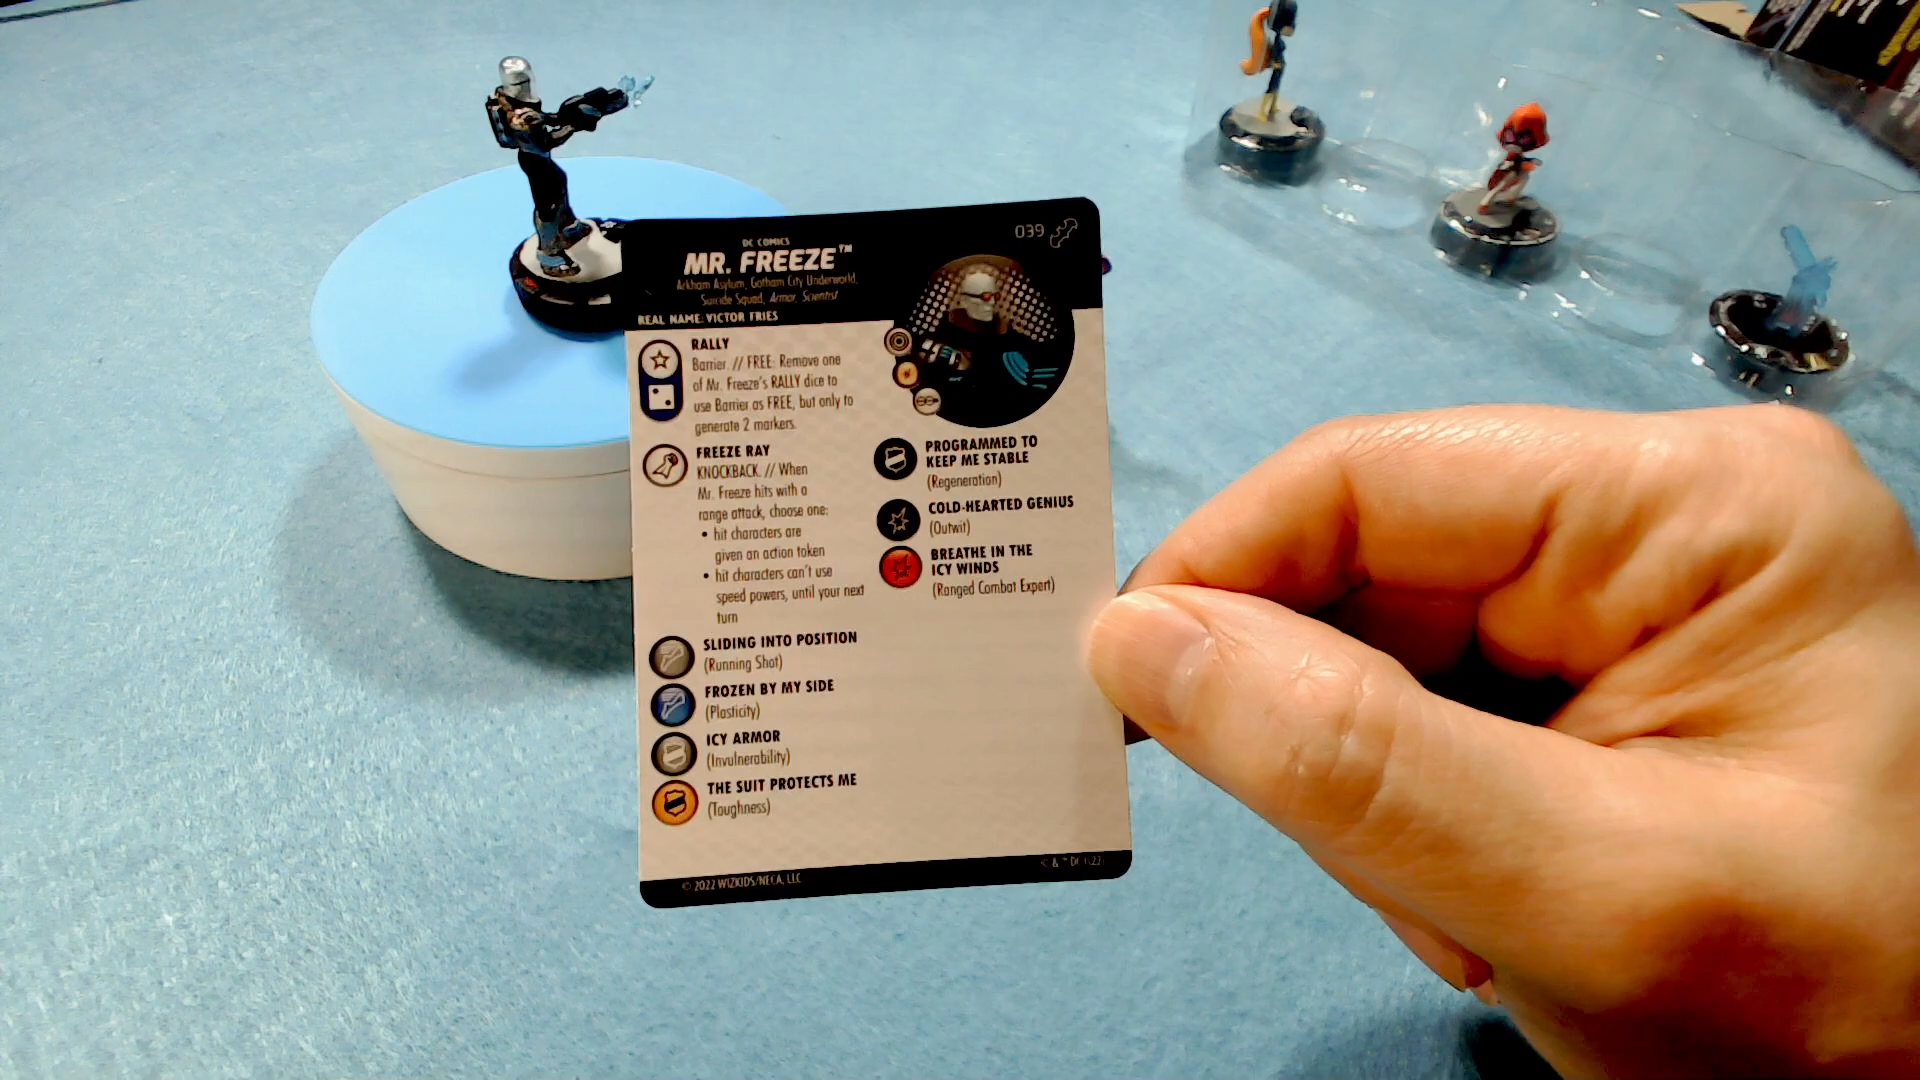 DC COMICS
MR. FREEZE™
039
Arkham Asylum, Gotham City Underworld,
Suicide Squad, Armor, Scientist
REAL NAME: VICTOR FRIES
RALLY
Barrier. // FREE: Remove one
of Mr. Freeze's RALLY dice to
use Barrier as FREE, but only to
generate 2 markers.
FREEZE RAY
KNOCKBACK. // When
Mr. Freeze hits with a
range attack, choose one:
• hit characters are
given an action token
• hit characters can't use
speed powers, until your next
turn
SLIDING INTO POSITION
(Running Shot)
FROZEN BY MY SIDE
(Plasticity)
ICY ARMOR
(Invulnerability)
THE SUIT PROTECTS ME
(Toughness)
PROGRAMMED TO
KEEP ME STABLE
(Regeneration)
COLD-HEARTED GENIUS
(Outwit)
BREATHE IN THE
ICY WINDS
(Ranged Combat Expert)
© 2022 WIZKIDS/NECA, LLC
© & ™ DC (s22)